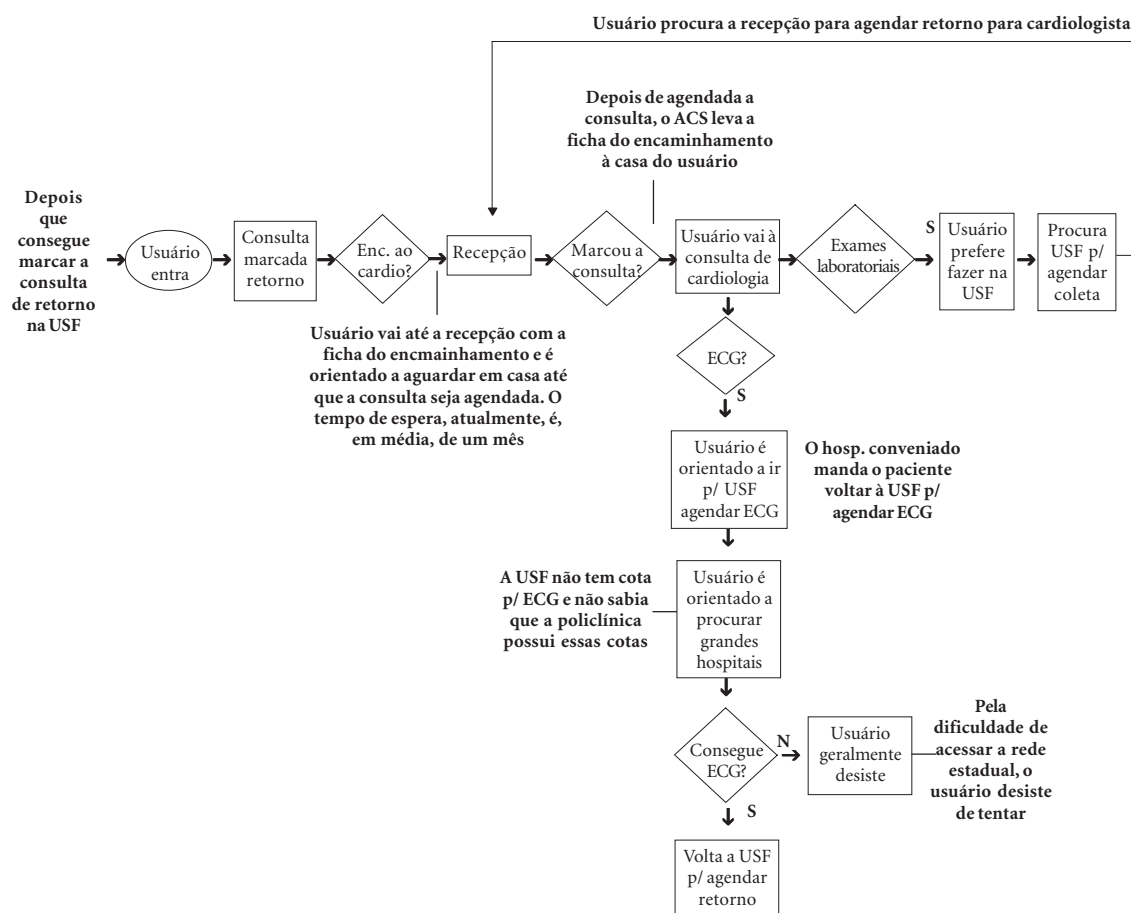 Usuário procura a recepção para agendar retorno para cardiologista
Depois de agendada a
consulta, o ACS leva a
ficha do encaminhamento
à casa do usuário
Depois
que
consegue
marcar a
consulta
de retorno
na USF
Usuário
entra
Consulta
marcada
retorno
Enc. ao
cardio?
Recepção
Marcou a
consulta?
Usuário vai à
consulta de
cardiologia
Exames
laboratoriais
S
Usuário
prefere
fazer na
USF
Procura
USF p/
agendar
coleta
Usuário vai até a recepção com a
ficha do encmainhamento e é
orientado a aguardar em casa até
que a consulta seja agendada. O
tempo de espera, atualmente, é,
em média, de um mês
ECG?
S
Usuário é
orientado a ir
p/ USF
agendar ECG
O hosp. conveniado
manda o paciente
voltar à USF p/
agendar ECG
A USF não tem cota
p/ ECG e não sabia
que a policlínica
possui essas cotas
Usuário é
orientado a
procurar
grandes
hospitais
Consegue
ECG?
N
Usuário
geralmente
desiste
Pela
dificuldade de
acessar a rede
estadual, o
usuário desiste
de tentar
S
Volta a USF
p/ agendar
retorno